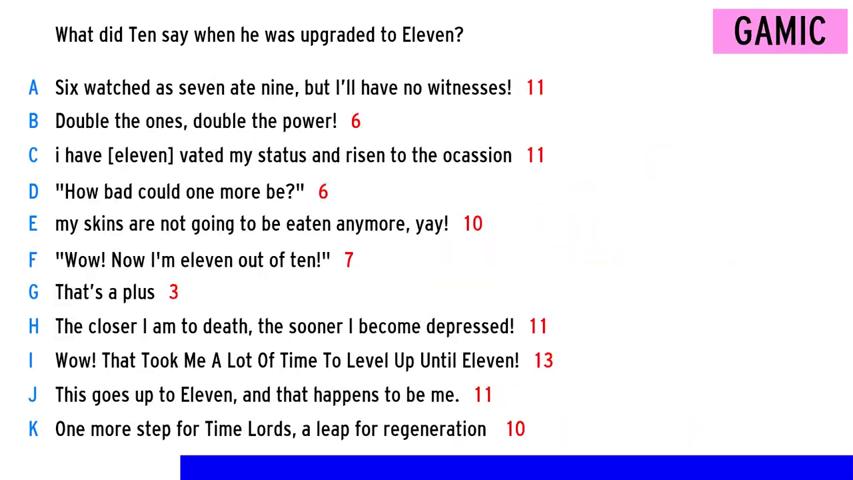 What did Ten say when he was upgraded to Eleven?
GAMIC
A Six watched as seven ate nine, but I'll have no witnesses! 11
B Double the ones, double the power! 6
C i have [eleven] vated my status and risen to the ocassion 11
D "How bad could one more be?" 6
E my skins are not going to be eaten anymore, yay! 10
F "Wow! Now I'm eleven out of ten!" 7
G That's a plus 3
H The closer I am to death, the sooner I become depressed! 11
I Wow! That Took Me A Lot Of Time To Level Up Until Eleven! 13
J This goes up to Eleven, and that happens to be me. 11
K One more step for Time Lords, a leap for regeneration 10